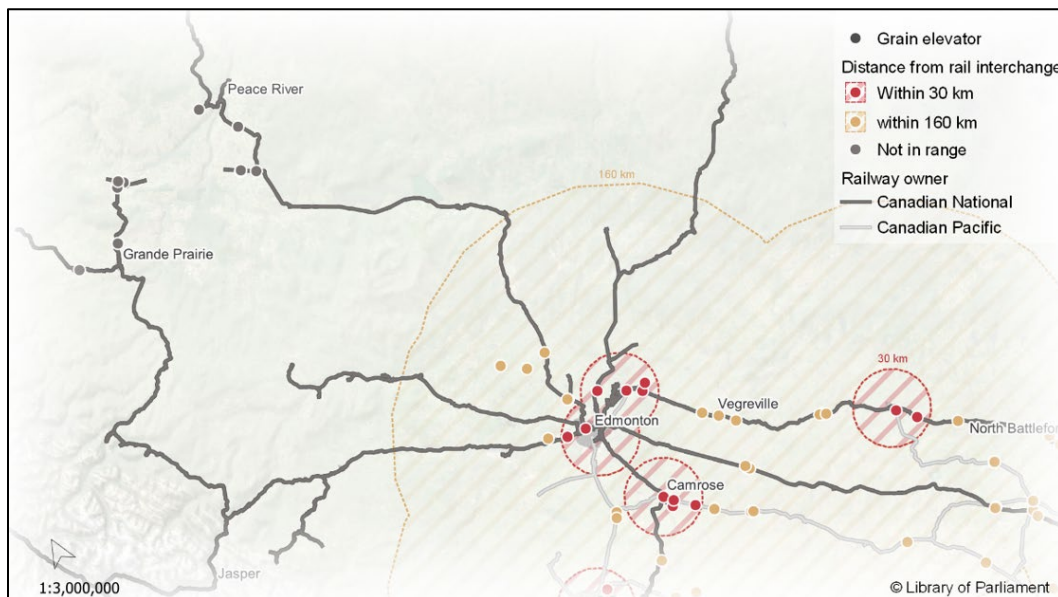 Grain elevator
Distance from rail interchange
Within 30 km
within 160 km
Not in range
Railway owner
Canadian National
Canadian Pacific
Peace River
160 km
Grande Prairie
30 km
Vegreville
Edmonton
North Battlefor
Camrose
Jasper
1:3,000,000
© Library of Parliament